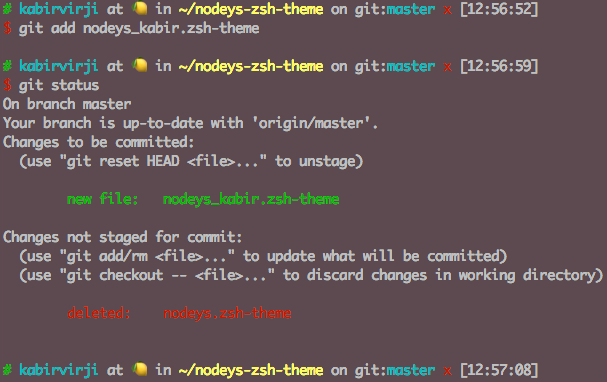 # kabirvirji at 🍋 in ~/nodeys-zsh-theme on git:master x [12:56:52]
$ git add nodeys_kabir.zsh-theme
# kabirvirji at 🍋 in ~/nodeys-zsh-theme on git:master x [12:56:59]
$ git status
On branch master
Your branch is up-to-date with 'origin/master'.
Changes to be committed:
  (use "git reset HEAD <file>..." to unstage)
        new file:   nodeys_kabir.zsh-theme
Changes not staged for commit:
  (use "git add/rm <file>..." to update what will be committed)
  (use "git checkout -- <file>..." to discard changes in working directory)
        deleted:    nodeys.zsh-theme
# kabirvirji at 🍋 in ~/nodeys-zsh-theme on git:master x [12:57:08]